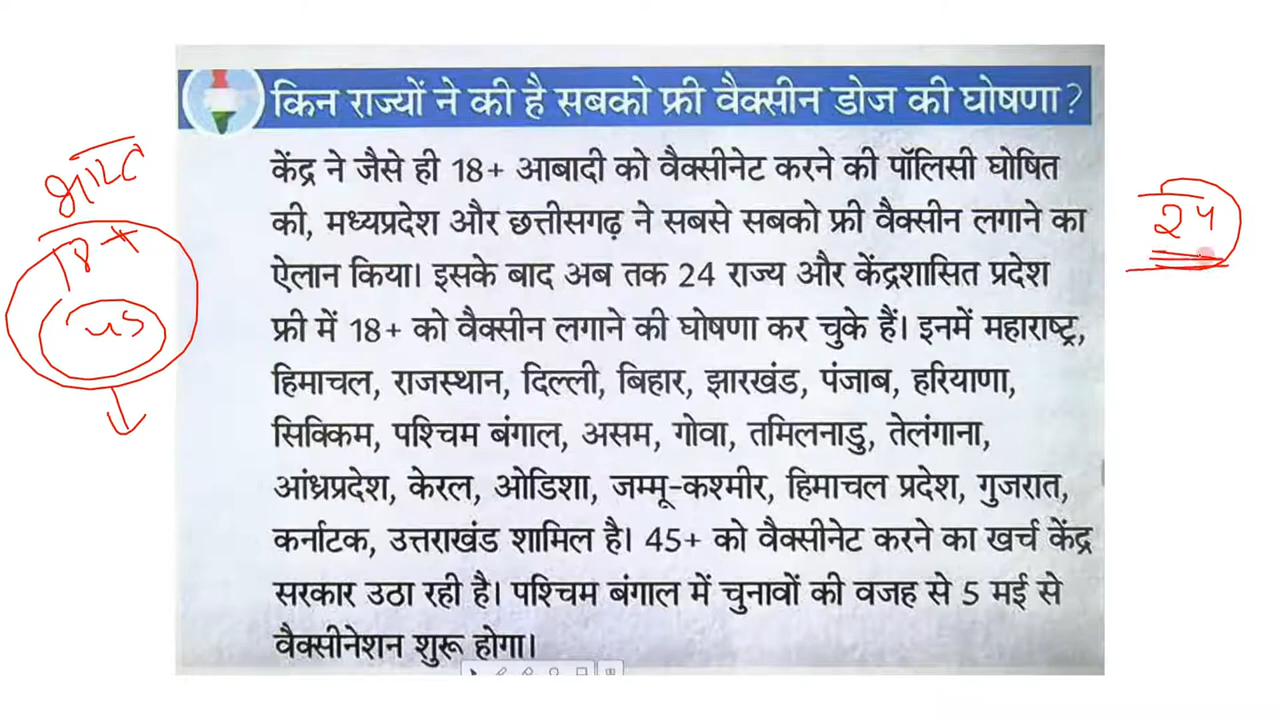 किन राज्यों ने की है सबको फ्री वैक्सीन डोज की घोषणा?
केंद्र ने जैसे ही 18+ आबादी को वैक्सीनेट करने की पॉलिसी घोषित
की, मध्यप्रदेश और छत्तीसगढ़ ने सबसे सबको फ्री वैक्सीन लगाने का
ऐलान किया। इसके बाद अब तक 24 राज्य और केंद्रशासित प्रदेश
फ्री में 18+ को वैक्सीन लगाने की घोषणा कर चुके हैं। इनमें महाराष्ट्र,
हिमाचल, राजस्थान, दिल्ली, बिहार, झारखंड, पंजाब, हरियाणा,
सिक्किम, पश्चिम बंगाल, असम, गोवा, तमिलनाडु, तेलंगाना,
आंध्रप्रदेश, केरल, ओडिशा, जम्मू-कश्मीर, हिमाचल प्रदेश, गुजरात,
कर्नाटक, उत्तराखंड शामिल है। 45+ को वैक्सीनेट करने का खर्च केंद्र
सरकार उठा रही है। पश्चिम बंगाल में चुनावों की वजह से 5 मई से
वैक्सीनेशन शुरू होगा।
भारत
18+
24